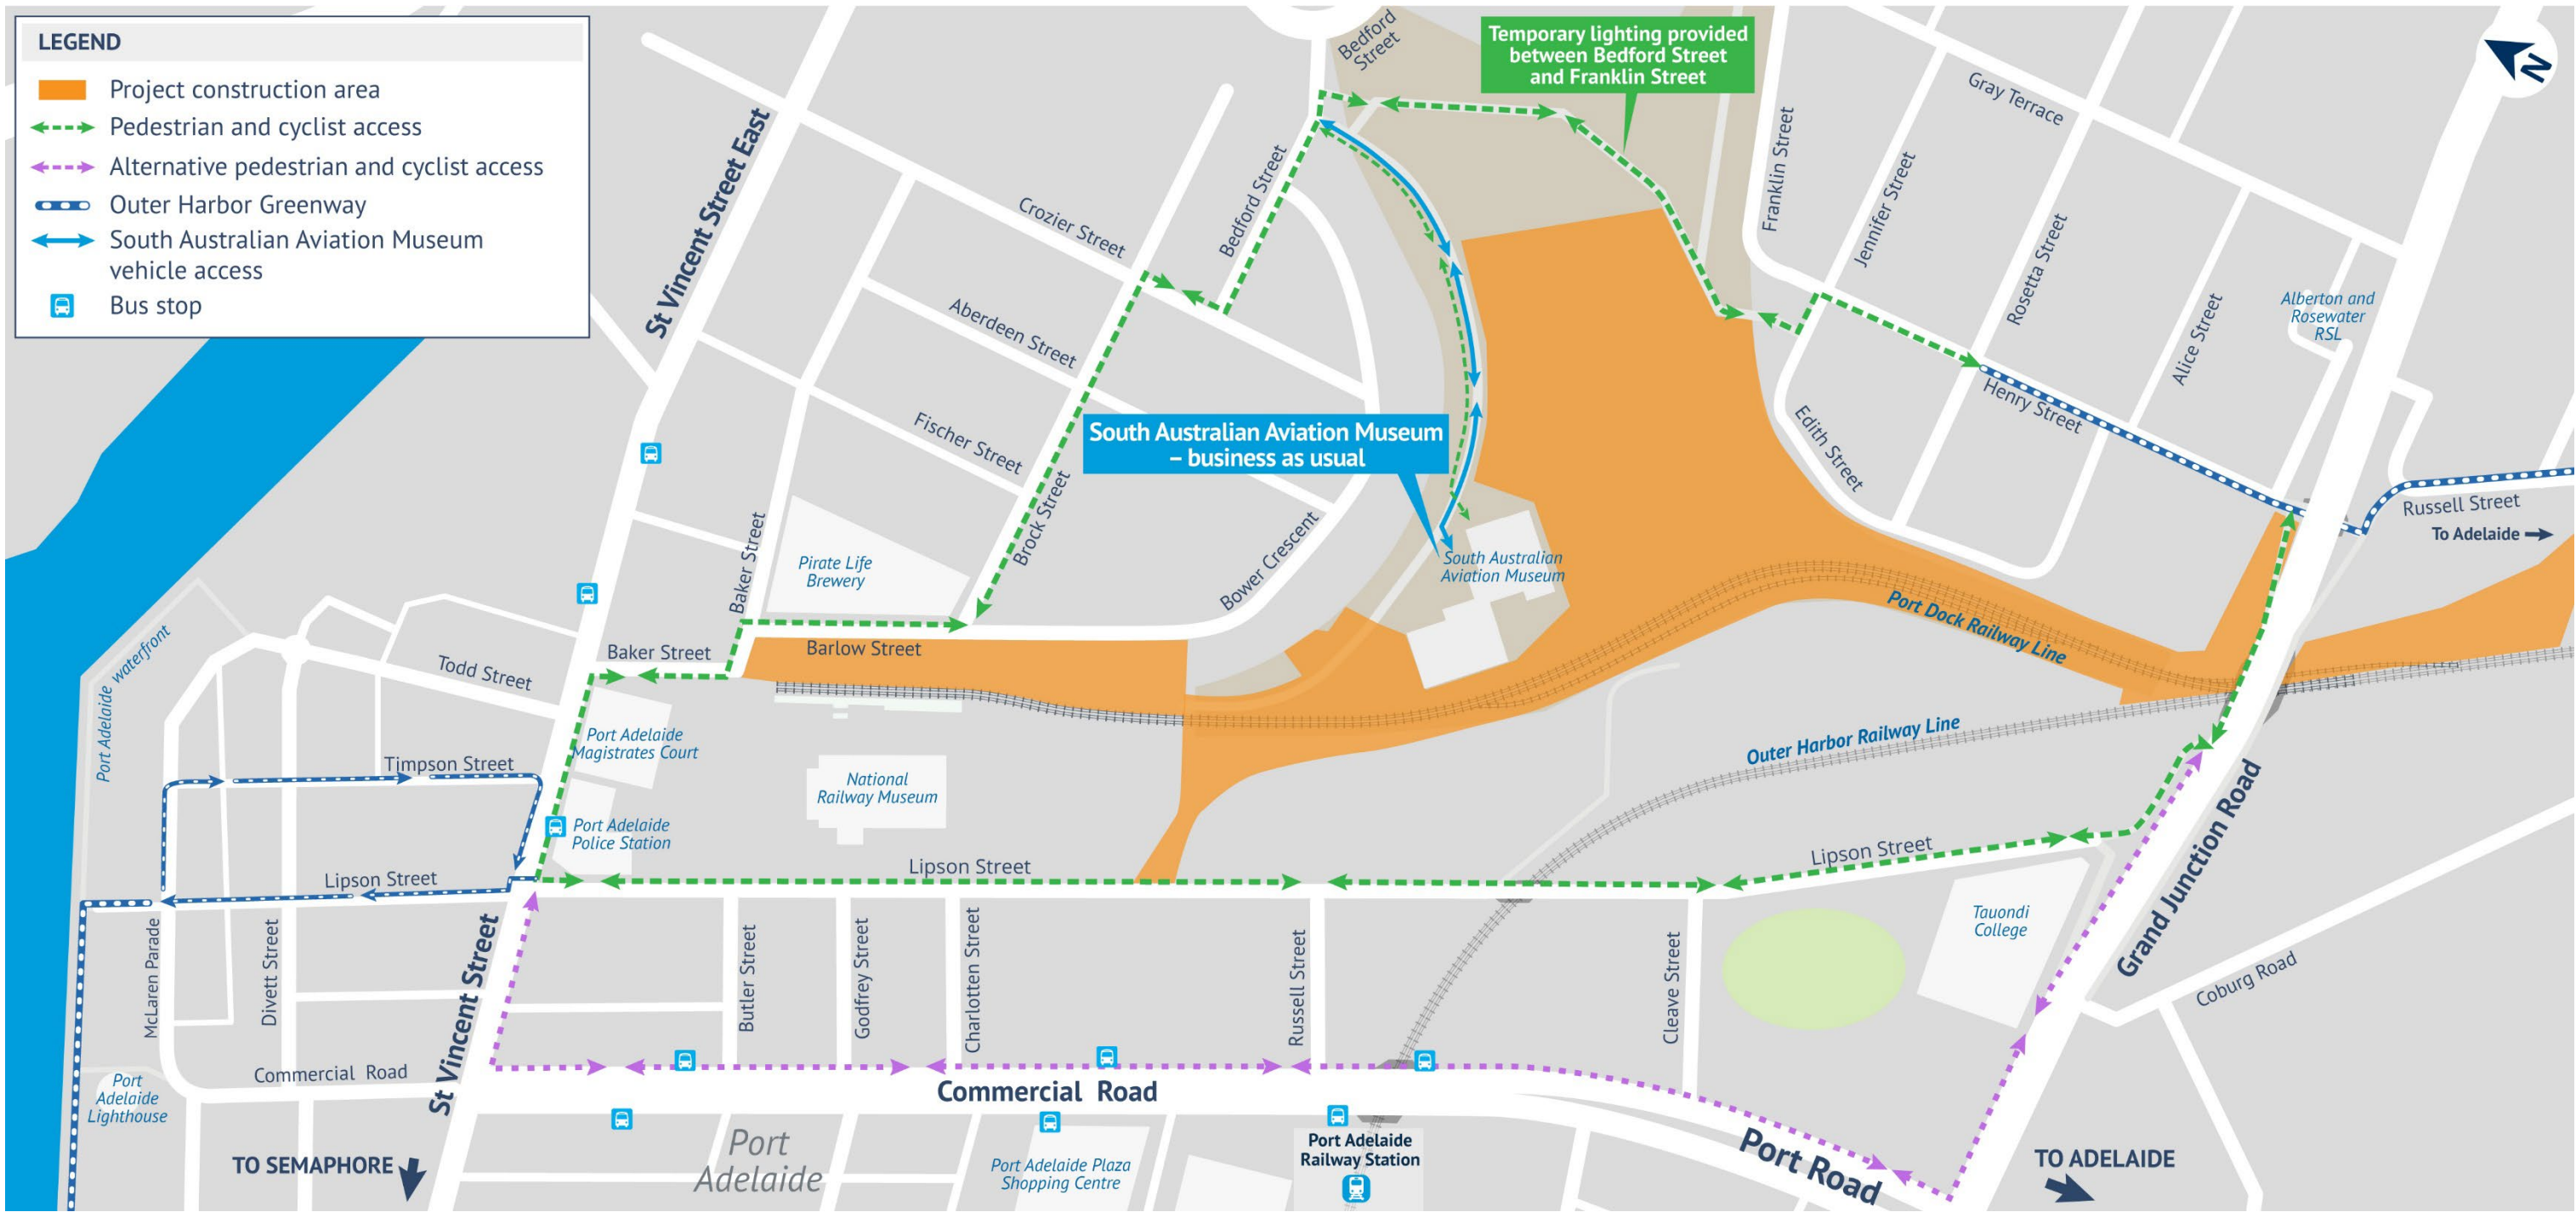 LEGEND
Project construction area
Pedestrian and cyclist access
Alternative pedestrian and cyclist access
Outer Harbor Greenway
South Australian Aviation Museum
vehicle access
Bus stop
Bedford
Street
Temporary lighting provided
between Bedford Street
and Franklin Street
N
Gray Terrace
Franklin Street
Jennifer Street
Rosetta Street
Alice Street
Alberton and
Rosewater
RSL
St Vincent Street East
Crozier Street
Bedford Street
Aberdeen Street
Fischer Street
Brock Street
South Australian Aviation Museum
– business as usual
Henry Street
Edith Street
Russell Street
To Adelaide
Baker Street
Pirate Life
Brewery
Bower Crescent
South Australian
Aviation Museum
Port Dock Railway Line
Port Adelaide waterfront
Todd Street
Baker Street
Barlow Street
Port Adelaide
Magistrates Court
Outer Harbor Railway Line
Timpson Street
National
Railway Museum
Port Adelaide
Police Station
Lipson Street
Lipson Street
Lipson Street
Grand Junction Road
Tauondi
College
Coburg Road
McLaren Parade
Divett Street
St Vincent Street
Butler Street
Godfrey Street
Charlotten Street
Russell Street
Cleave Street
Commercial Road
Commercial Road
Port
Adelaide
Lighthouse
TO SEMAPHORE
Port
Adelaide
Port Adelaide Plaza
Shopping Centre
Port Adelaide
Railway Station
Port Road
TO ADELAIDE